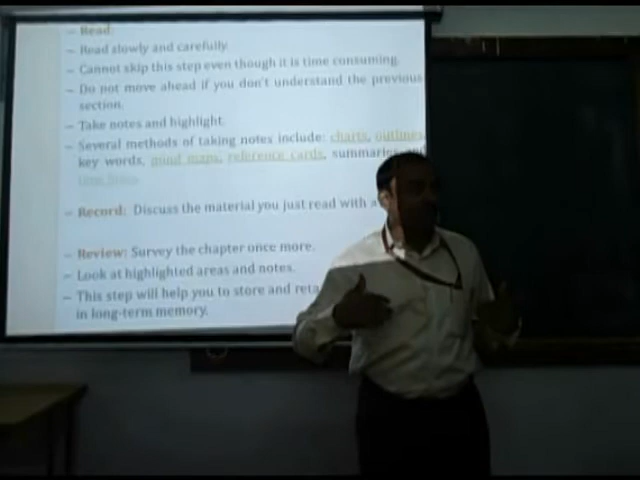 – Read:
– Read slowly and carefully.
– Cannot skip this step even though it is time consuming.
– Do not move ahead if you don't understand the previous
section.
– Take notes and highlight.
– Several methods of taking notes include: charts, outlines,
key words, mind maps, reference cards, summaries and
time lines.
– Record: Discuss the material you just read with a
– Review: Survey the chapter once more.
– Look at highlighted areas and notes.
– This step will help you to store and
in long-term memory.